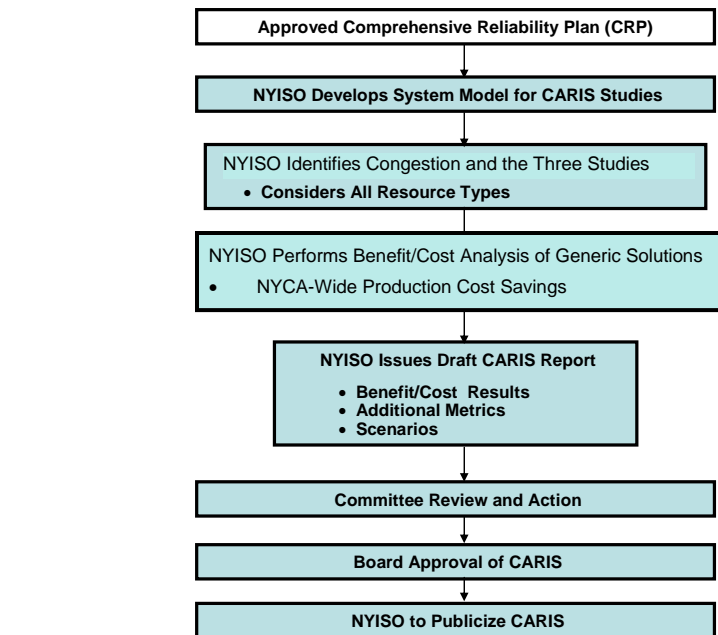 Approved Comprehensive Reliability Plan (CRP)
NYISO Develops System Model for CARIS Studies
NYISO Identifies Congestion and the Three Studies
• Considers All Resource Types
NYISO Performs Benefit/Cost Analysis of Generic Solutions
• NYCA-Wide Production Cost Savings
NYISO Issues Draft CARIS Report
• Benefit/Cost Results
• Additional Metrics
• Scenarios
Committee Review and Action
Board Approval of CARIS
NYISO to Publicize CARIS